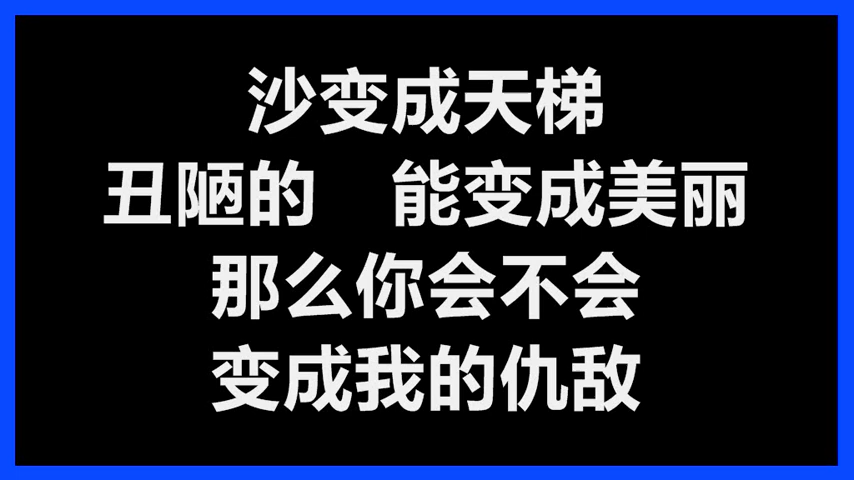 沙变成天梯
丑陋的　能变成美丽
那么你会不会
变成我的仇敌